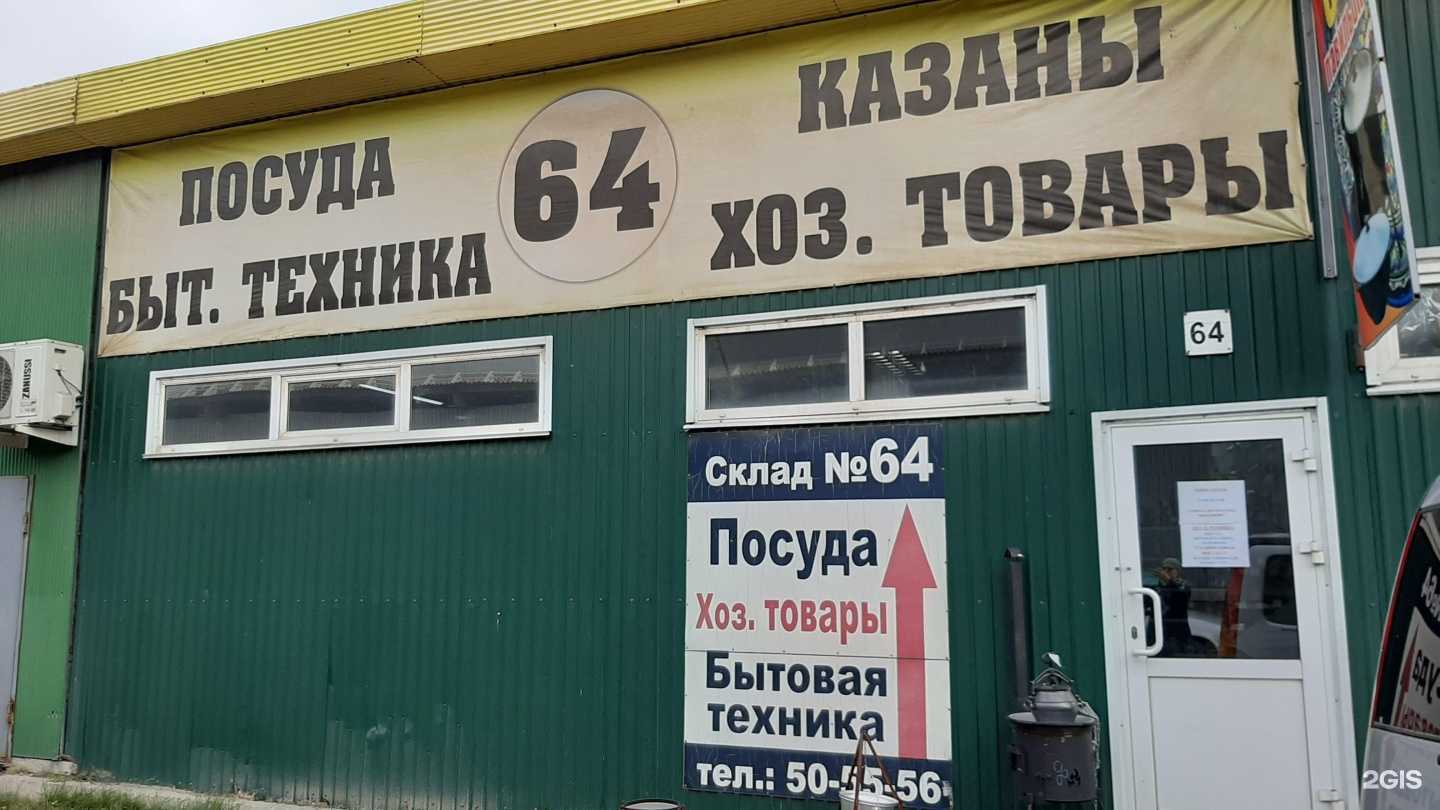 ПОСУДА
БЫТ. ТЕХНИКА
64
КАЗАНЫ
ХОЗ. ТОВАРЫ
ZANUSSI
64
Склад №64
Посуда
Хоз. товары
Бытовая
техника
тел.: 50-55-56
2GIS